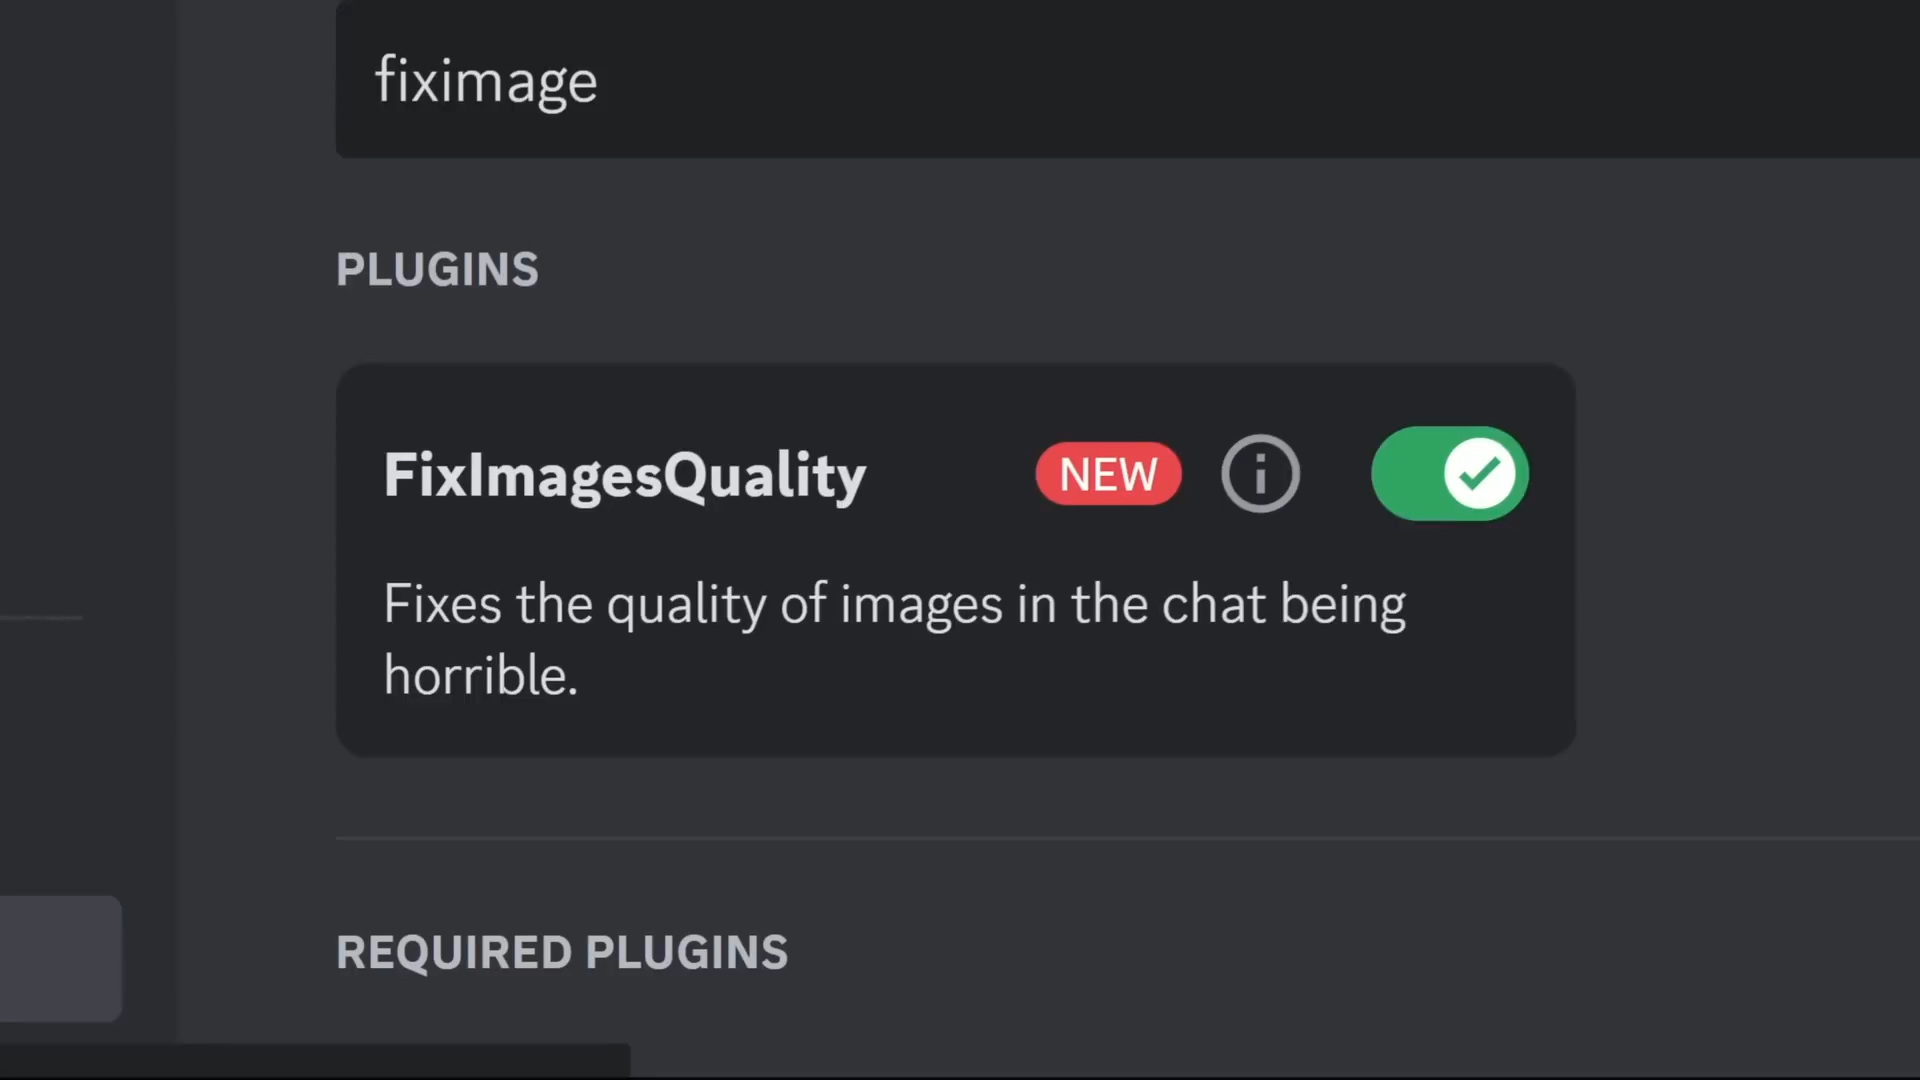 fiximage
PLUGINS
FixImagesQuality NEW
Fixes the quality of images in the chat being
horrible.
REQUIRED PLUGINS